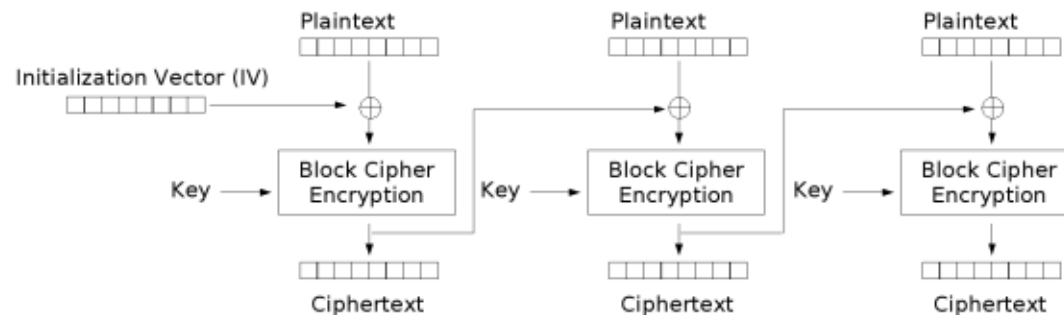 Plaintext
Plaintext
Plaintext
Initialization Vector (IV)
Key
Block Cipher
Encryption
Key
Block Cipher
Encryption
Key
Block Cipher
Encryption
Ciphertext
Ciphertext
Ciphertext